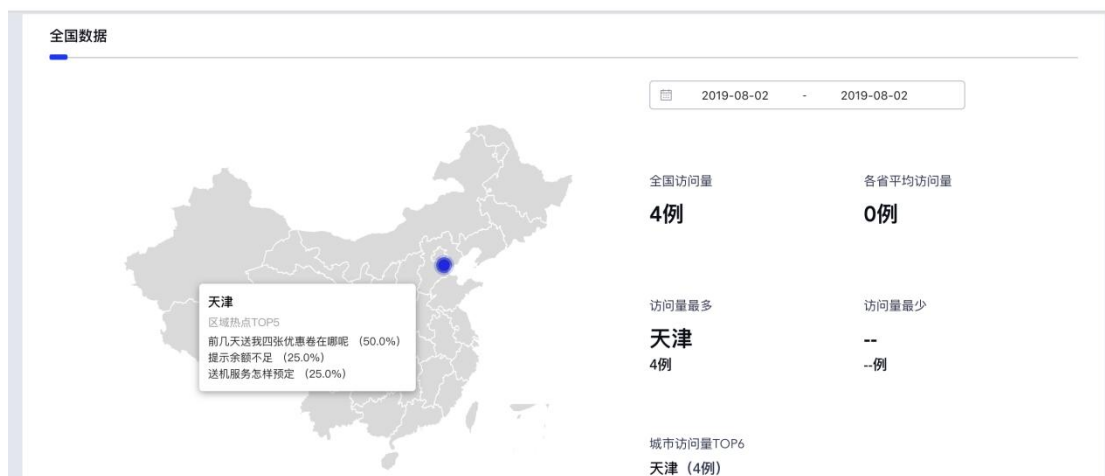 全国数据
2019-08-02 - 2019-08-02
全国访问量
各省平均访问量
4例
0例
天津
区域热点TOP5
前几天送我四张优惠卷在哪呢 (50.0%)
提示余额不足 (25.0%)
送机服务怎样预定 (25.0%)
访问量最多
访问量最少
天津
--
4例
--例
城市访问量TOP6
天津 (4例)